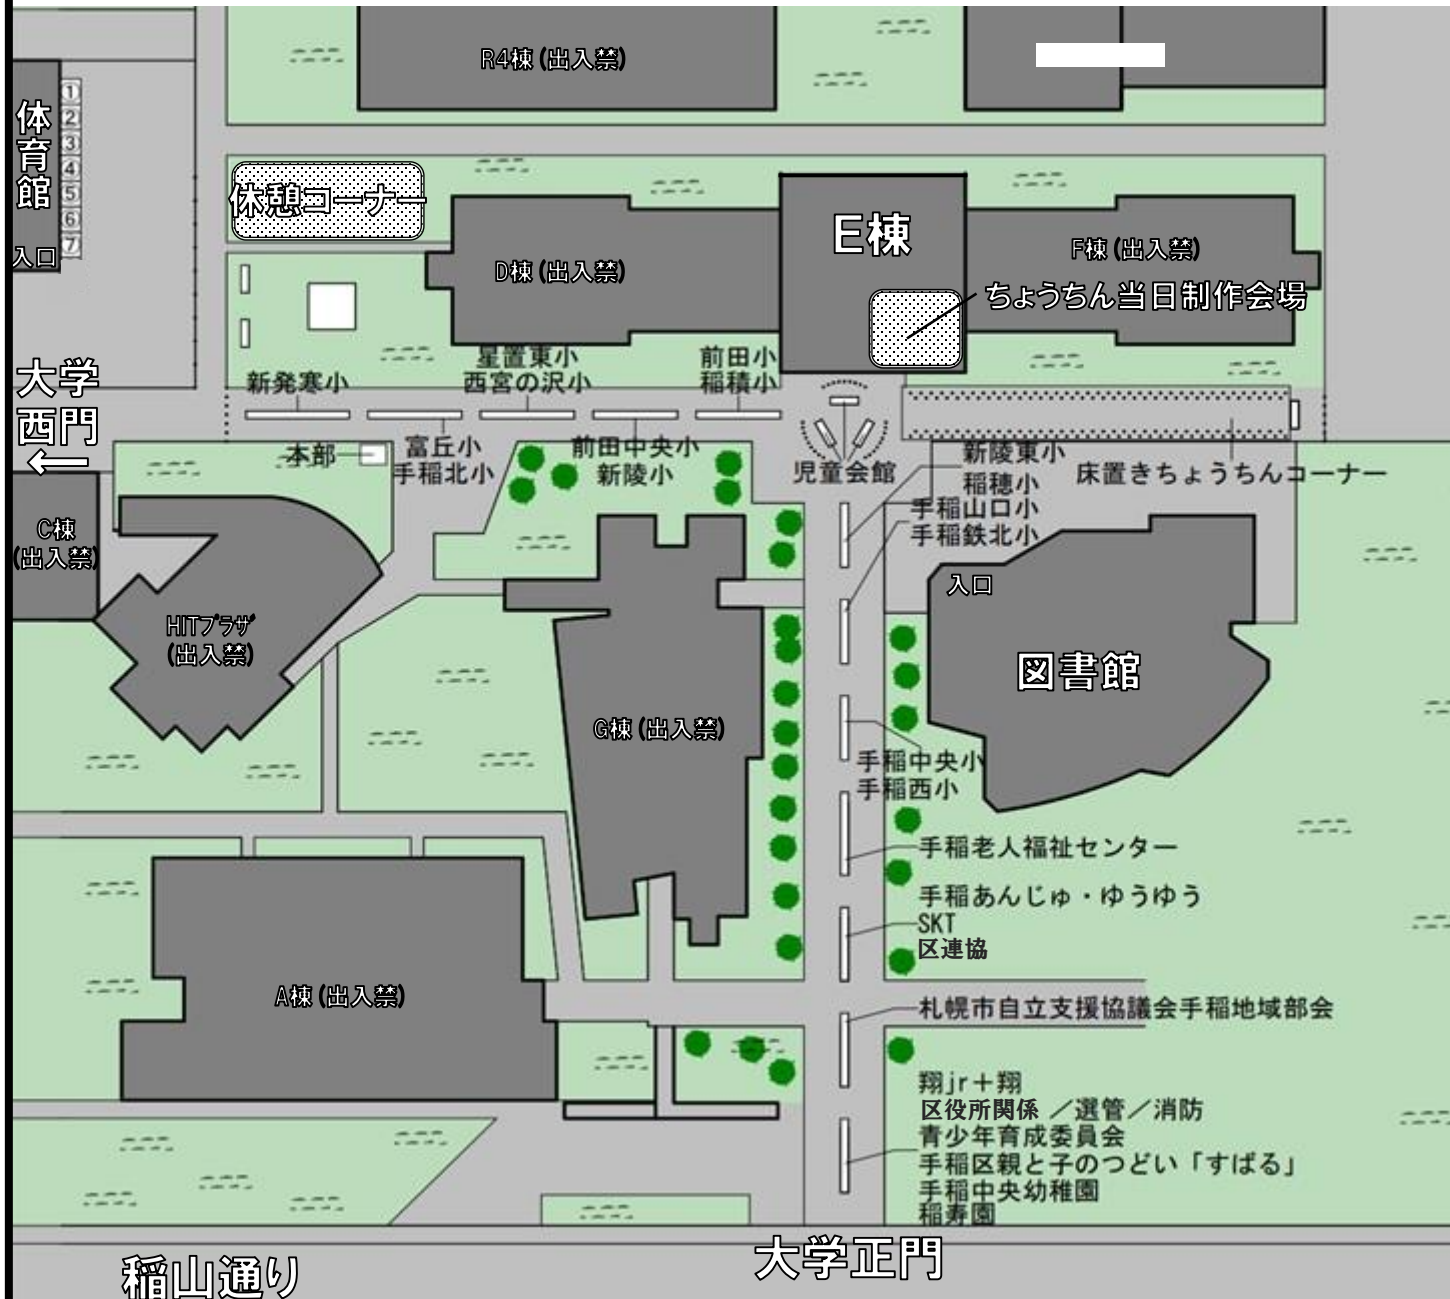 R4棟(出入禁)
体育館
①
②
③
④
⑤
⑥
⑦
入口
休憩コーナー
E棟
D棟(出入禁)
F棟(出入禁)
ちょうちん当日制作会場
大学
西門
←
新発寒小
星置東小
西宮の沢小
前田小
稲積小
本部
富丘小
手稲北小
前田中央小
新陵小
児童会館
新陵東小
稲穂小
手稲山口小
手稲鉄北小
床置きちょうちんコーナー
C棟
(出入禁)
入口
HITプラザ
(出入禁)
図書館
G棟(出入禁)
手稲中央小
手稲西小
手稲老人福祉センター
手稲あんじゅ・ゆうゆう
SKT
区連協
A棟(出入禁)
札幌市自立支援協議会手稲地域部会
翔jr＋翔
区役所関係／選管／消防
青少年育成委員会
手稲区親と子のつどい「すばる」
手稲中央幼稚園
稲寿園
大学正門
稲山通り